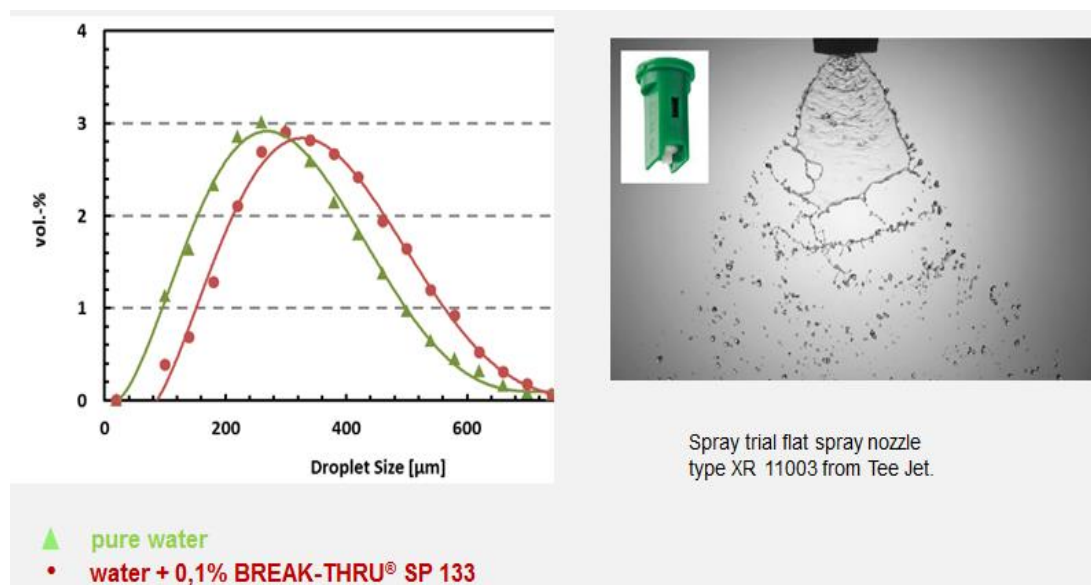 4
3
2
1
0
vol.-%
0
200
400
600
Droplet Size [µm]
Spray trial flat spray nozzle
type XR 11003 from Tee Jet.
pure water
water + 0,1% BREAK-THRU® SP 133